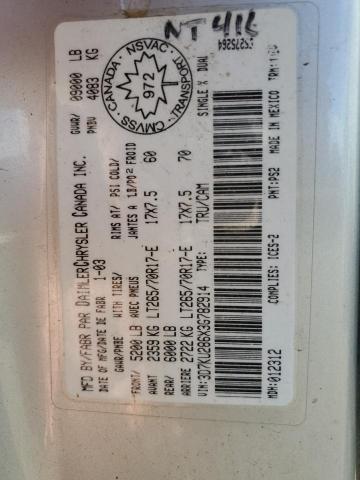 NT 416
MFD BY/FABR PAR DAIMLERCHRYSLER CANADA INC.
DATE OF MFG/DATE DE FABR 1-03
GVWR/ 09000 LB
PNBV 4083 KG
GAWR/PNBE WITH TIRES/ RIMS AT/ PSI COLD/
AVEC PNEUS JANTES A LB/PO² FROID
FRONT/ 5200 LB
AVANT 2359 KG LT265/70R17-E 17X7.5 60
REAR/ 6000 LB
ARRIERE 2722 KG LT265/70R17-E 17X7.5 70
VIN: TYPE: TRU/CAM SINGLE X DUAL
CMVSS · CANADA · NSVAC · TRANSPORT
972
MDH: 012312 COMPLIES: ICES-2 PNT: PS2 MADE IN MEXICO